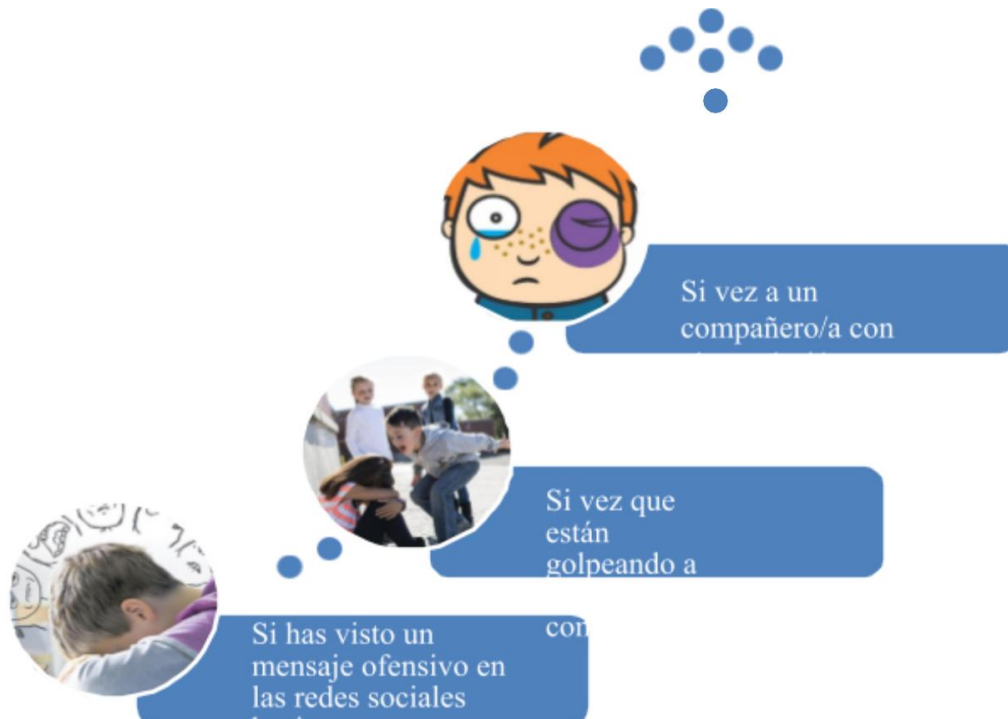 Si vez a un
compañero/a con
Si vez que
están
golpeando a
con
Si has visto un
mensaje ofensivo en
las redes sociales